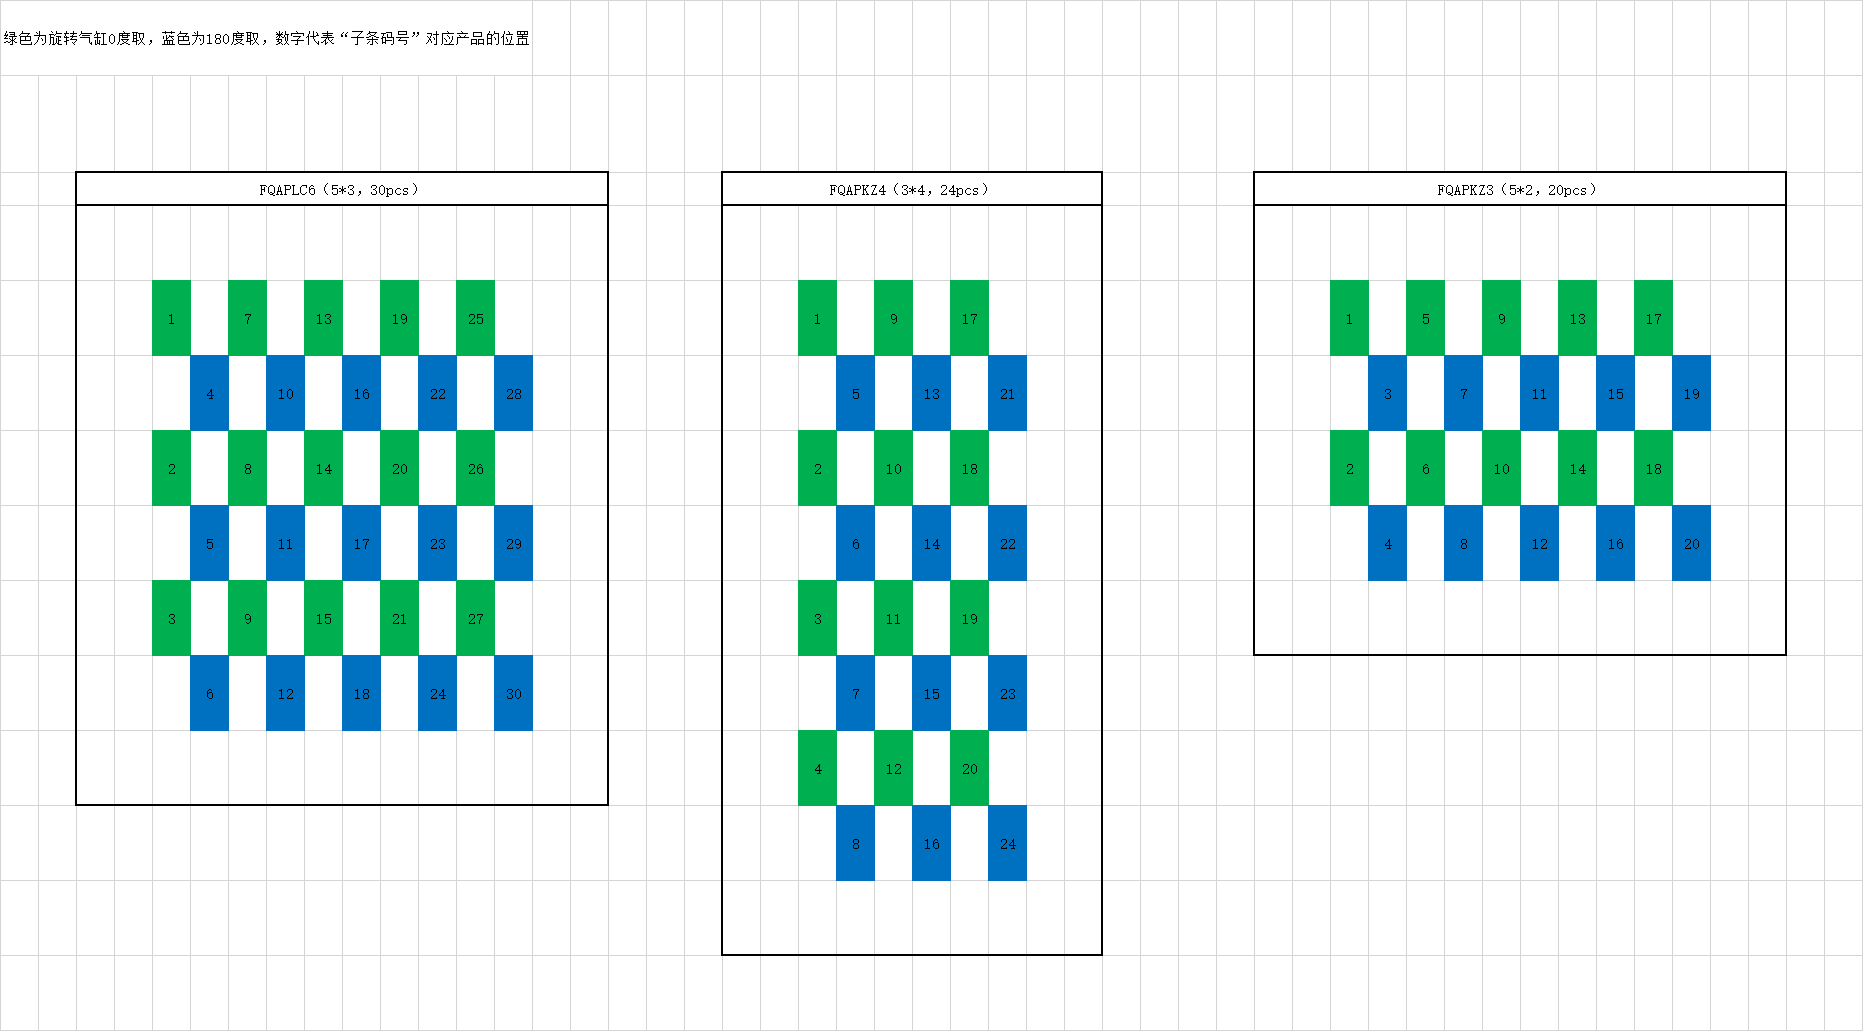 绿色为旋转气缸0度取，蓝色为180度取，数字代表“子条码号”对应产品的位置
FQAPLC6（5*3，30pcs）
1 7 13 19 25
4 10 16 22 28
2 8 14 20 26
5 11 17 23 29
3 9 15 21 27
6 12 18 24 30
FQAPKZ4（3*4，24pcs）
1 9 17
5 13 21
2 10 18
6 14 22
3 11 19
7 15 23
4 12 20
8 16 24
FQAPKZ3（5*2，20pcs）
1 5 9 13 17
3 7 11 15 19
2 6 10 14 18
4 8 12 16 20